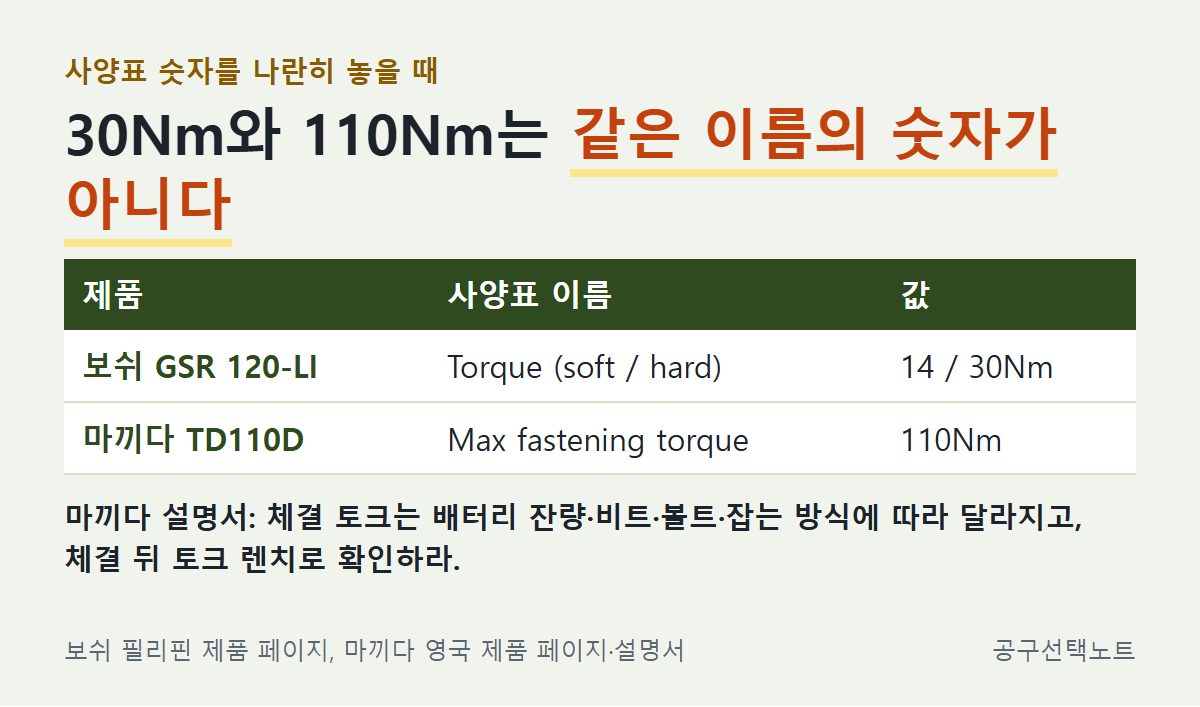 사양표 숫자를 나란히 놓을 때
30Nm와 110Nm는 같은 이름의 숫자가
아니다
제품 사양표 이름 값
보쉬 GSR 120-LI Torque (soft / hard) 14 / 30Nm
마끼다 TD110D Max fastening torque 110Nm
마끼다 설명서: 체결 토크는 배터리 잔량·비트·볼트·잡는 방식에 따라 달라지고,
체결 뒤 토크 렌치로 확인하라.
보쉬 필리핀 제품 페이지, 마끼다 영국 제품 페이지·설명서 공구선택노트